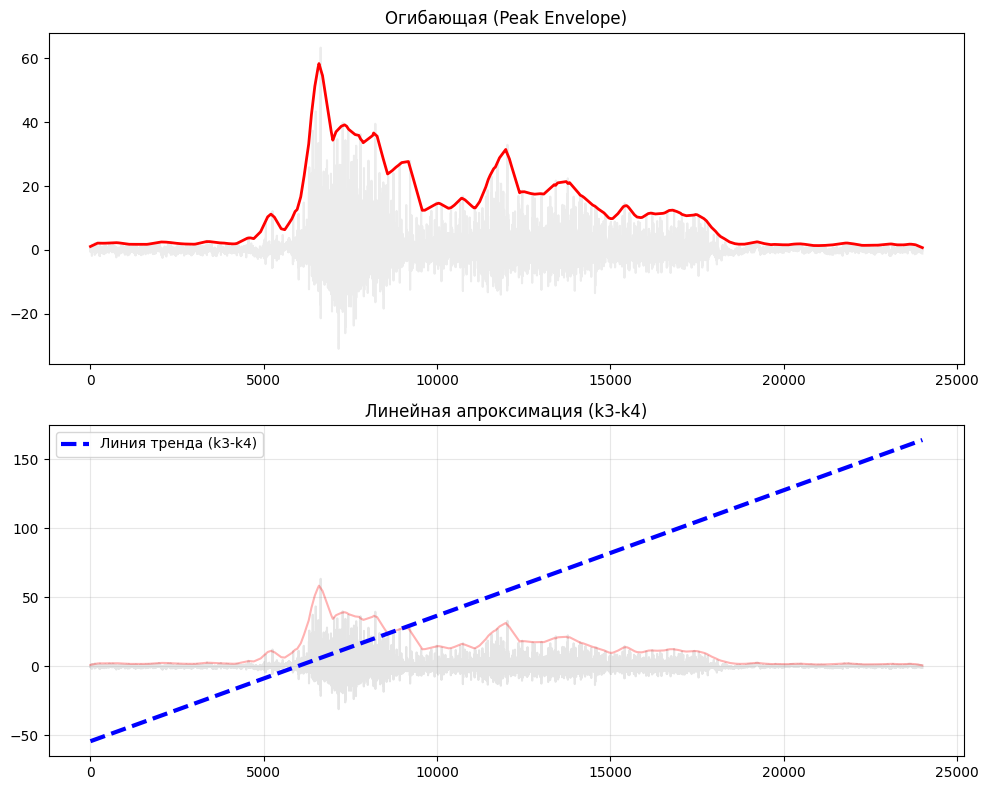 Огибающая (Peak Envelope)
60
40
20
0
−20
0 5000 10000 15000 20000 25000
Линейная апроксимация (k3-k4)
Линия тренда (k3-k4)
150
100
50
0
−50
0 5000 10000 15000 20000 25000